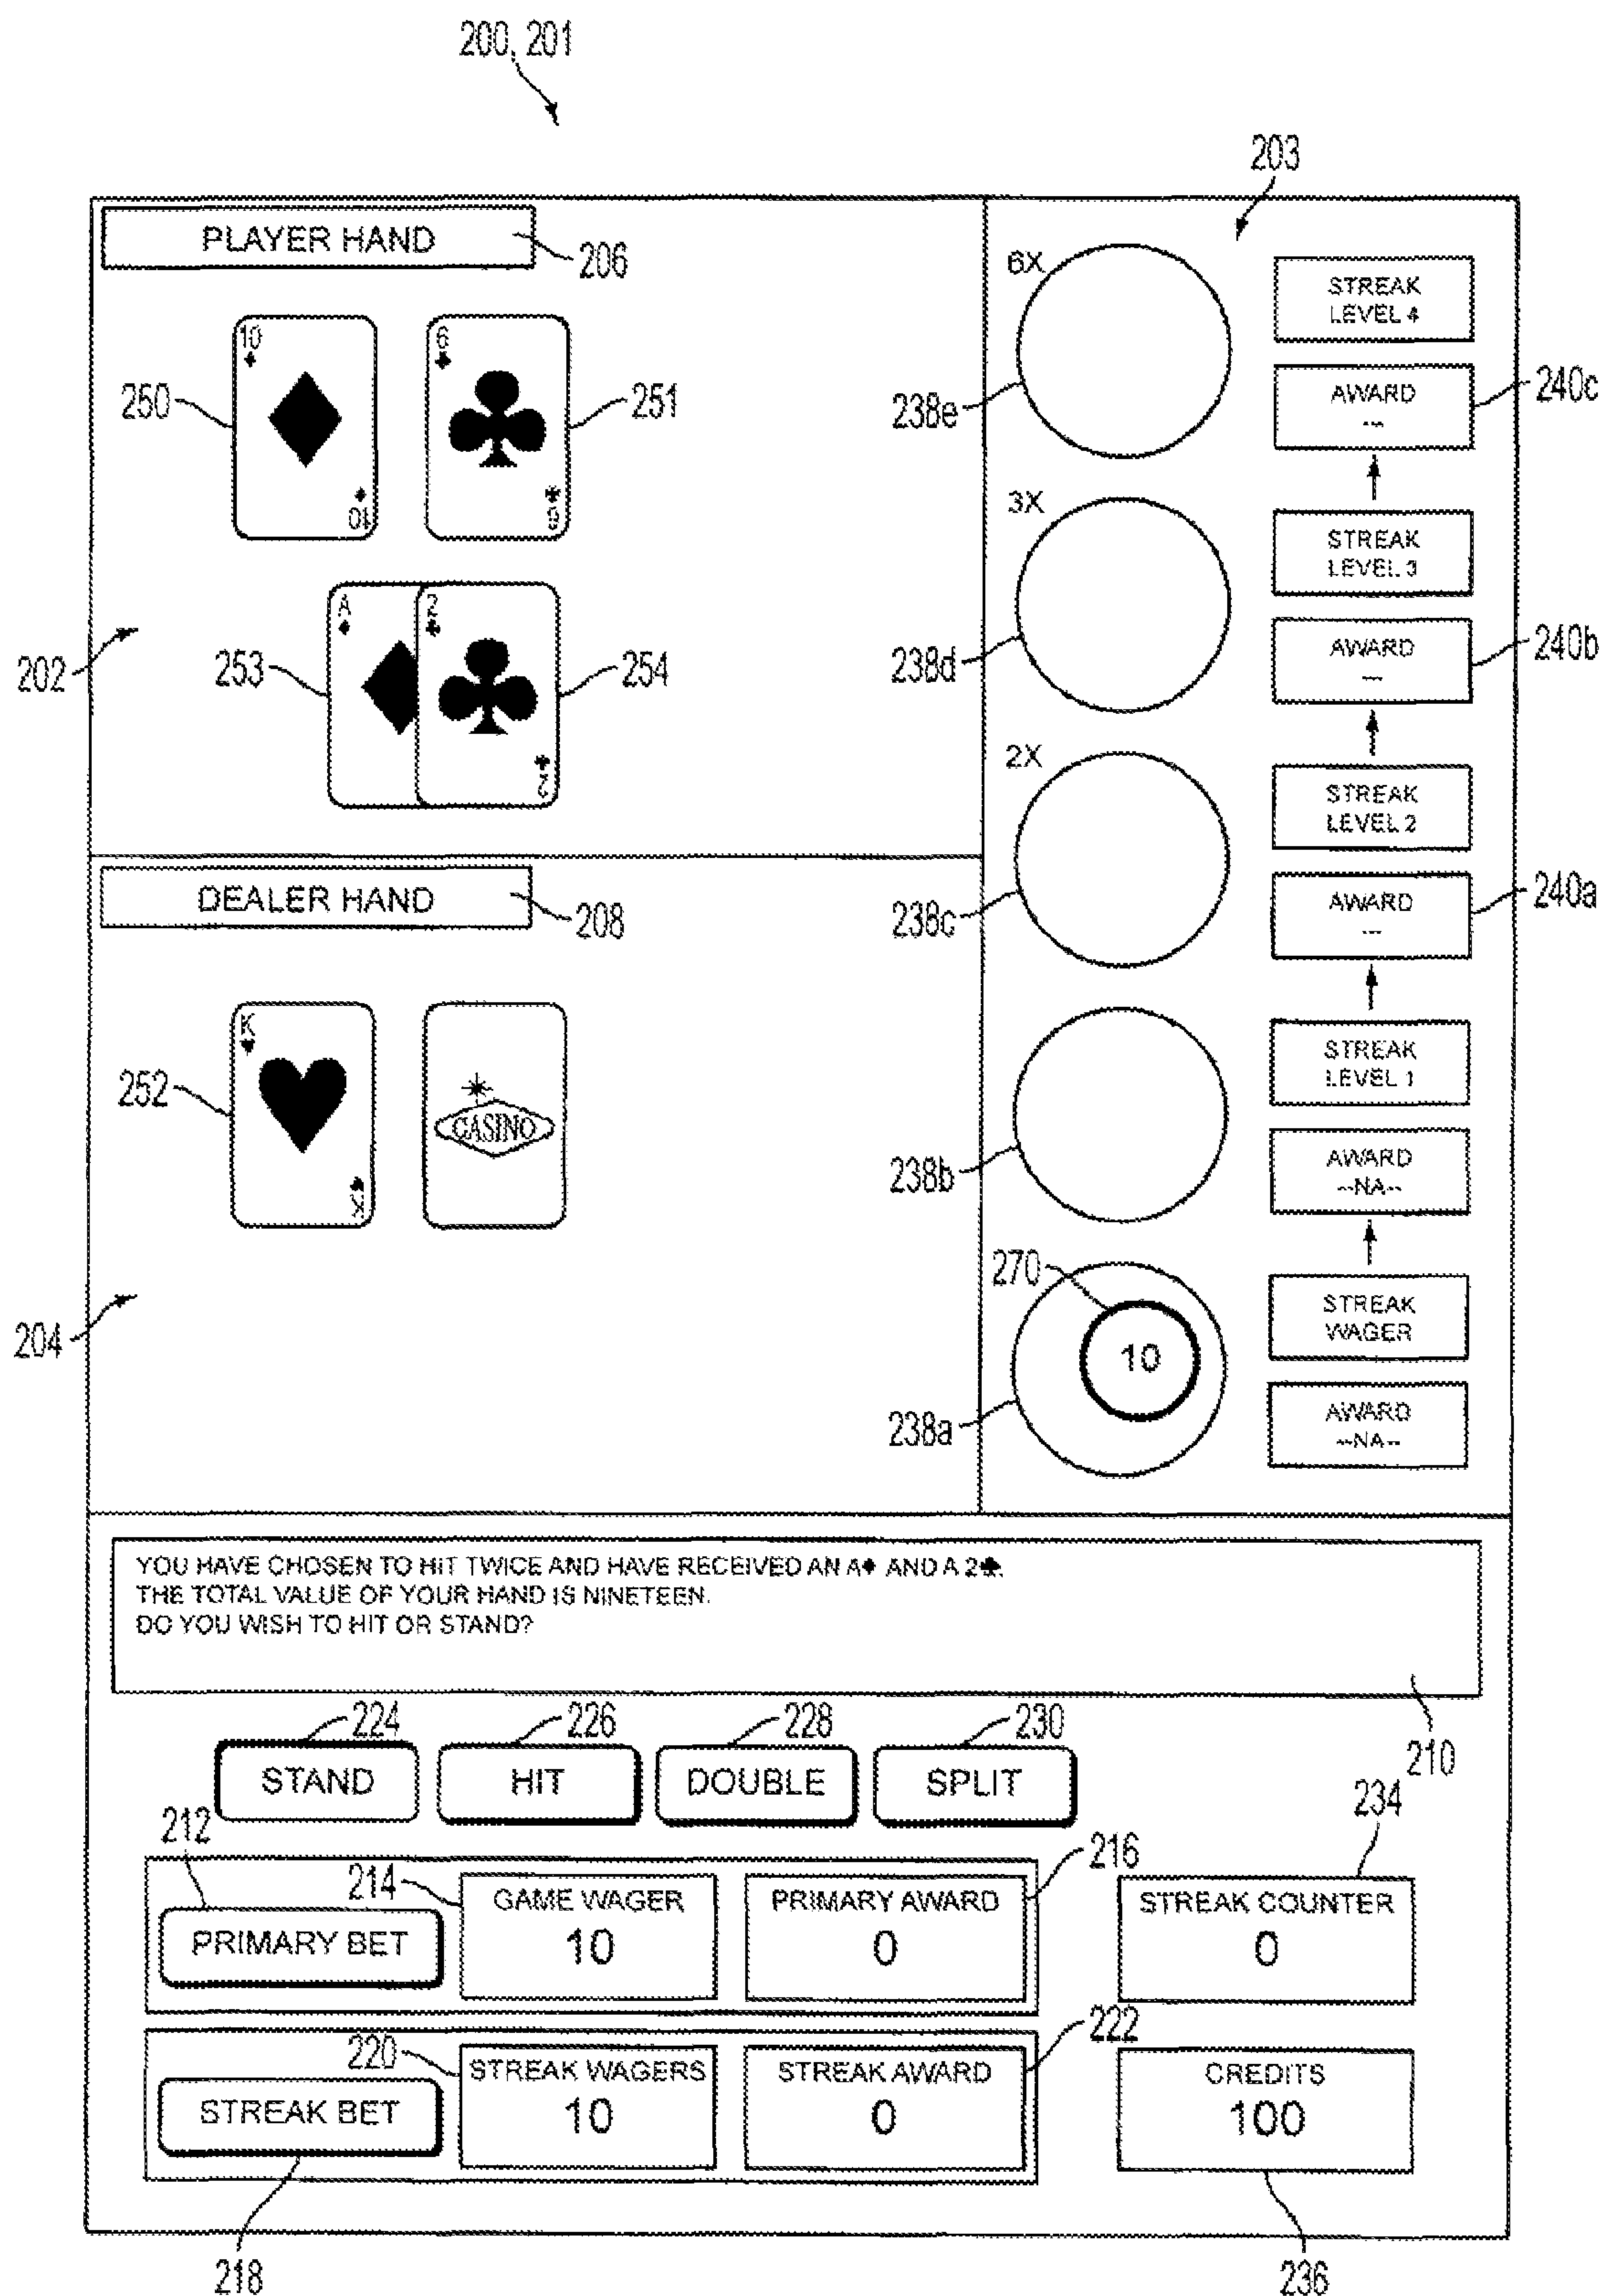 200, 201
203
PLAYER HAND
206
10
10
250
6
6
251
A
253
2
2
254
202
DEALER HAND
208
K
K
252
CASINO
204
6X
238e
STREAK
LEVEL 4
AWARD
---
240c
3X
238d
STREAK
LEVEL 3
AWARD
---
240b
2X
238c
STREAK
LEVEL 2
AWARD
---
240a
238b
STREAK
LEVEL 1
AWARD
--NA--
270
10
238a
STREAK
WAGER
AWARD
--NA--
YOU HAVE CHOSEN TO HIT TWICE AND HAVE RECEIVED AN A♦ AND A 2♣.
THE TOTAL VALUE OF YOUR HAND IS NINETEEN.
DO YOU WISH TO HIT OR STAND?
210
224
226
228
230
STAND
HIT
DOUBLE
SPLIT
212
214
216
234
PRIMARY BET
GAME WAGER
10
PRIMARY AWARD
0
STREAK COUNTER
0
220
222
STREAK BET
STREAK WAGERS
10
STREAK AWARD
0
CREDITS
100
218
236